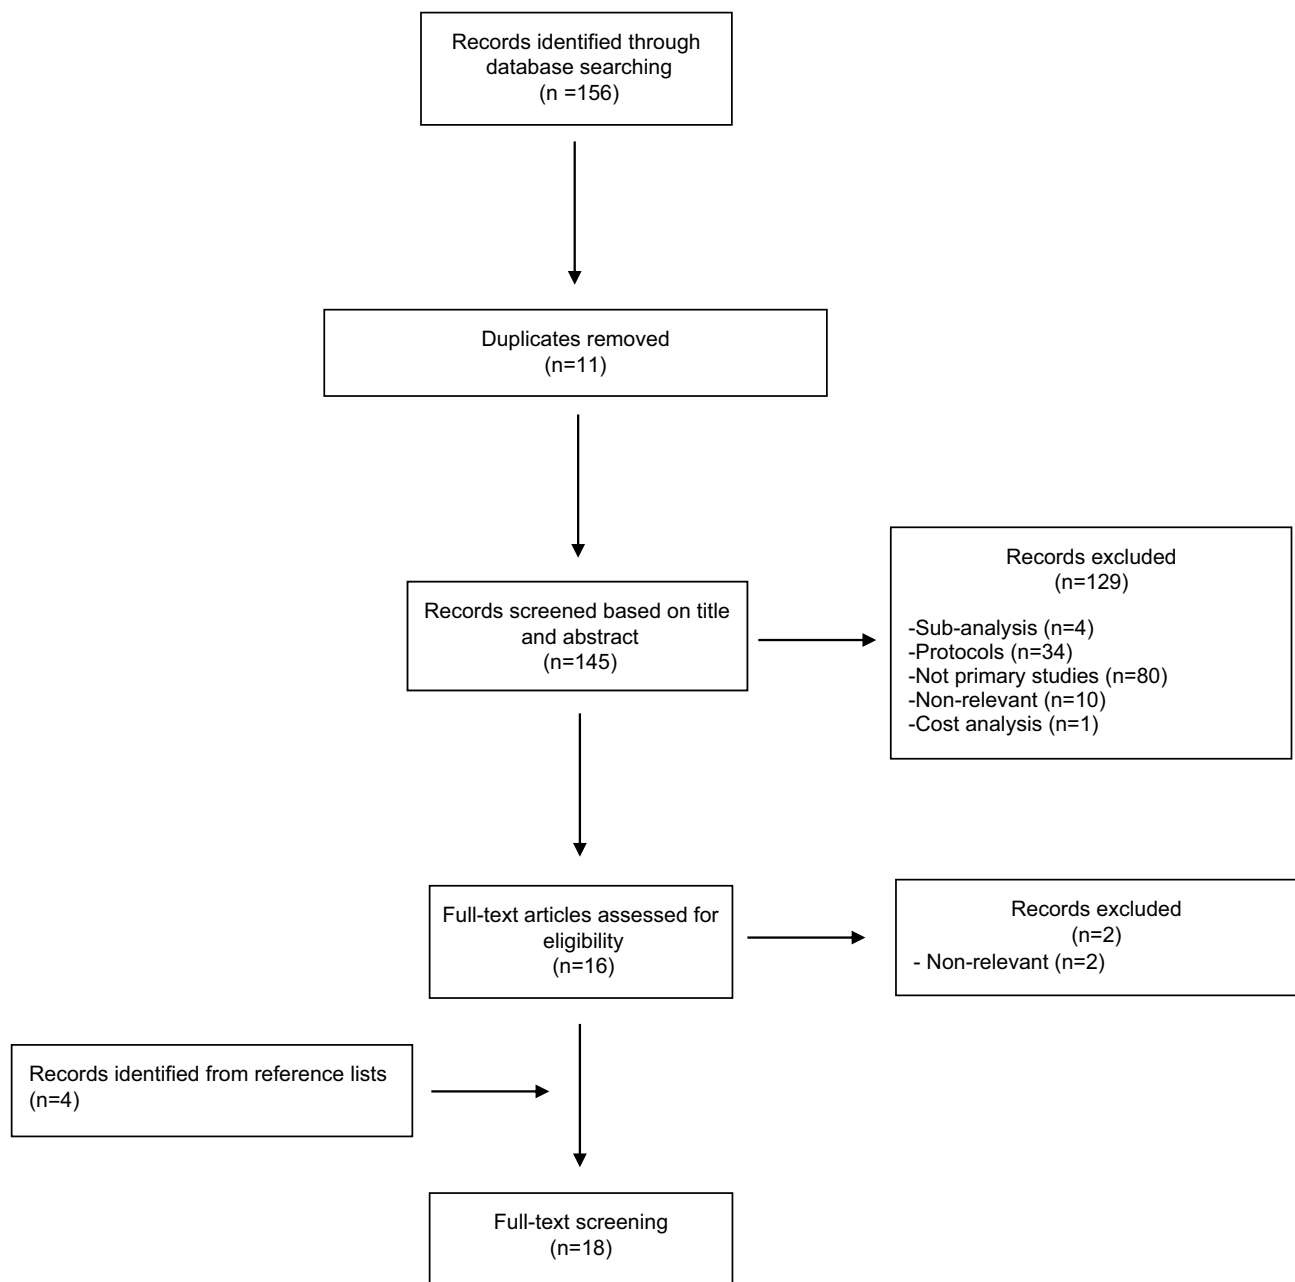 Records identified through
database searching
(n =156)
Duplicates removed
(n=11)
Records screened based on title
and abstract
(n=145)
Records excluded
(n=129)
-Sub-analysis (n=4)
-Protocols (n=34)
-Not primary studies (n=80)
-Non-relevant (n=10)
-Cost analysis (n=1)
Full-text articles assessed for
eligibility
(n=16)
Records excluded
(n=2)
- Non-relevant (n=2)
Records identified from reference lists
(n=4)
Full-text screening
(n=18)